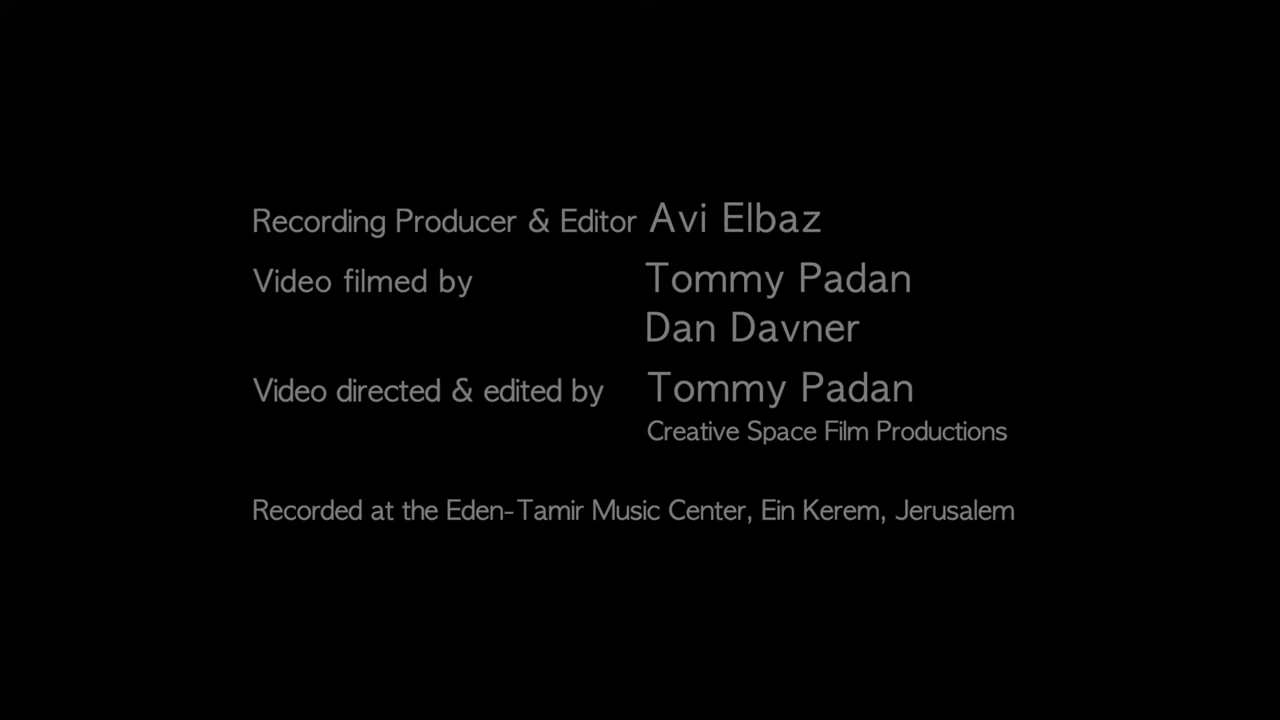 Recording Producer & Editor Avi Elbaz
Video filmed by Tommy Padan
Dan Davner
Video directed & edited by Tommy Padan
Creative Space Film Productions
Recorded at the Eden-Tamir Music Center, Ein Kerem, Jerusalem